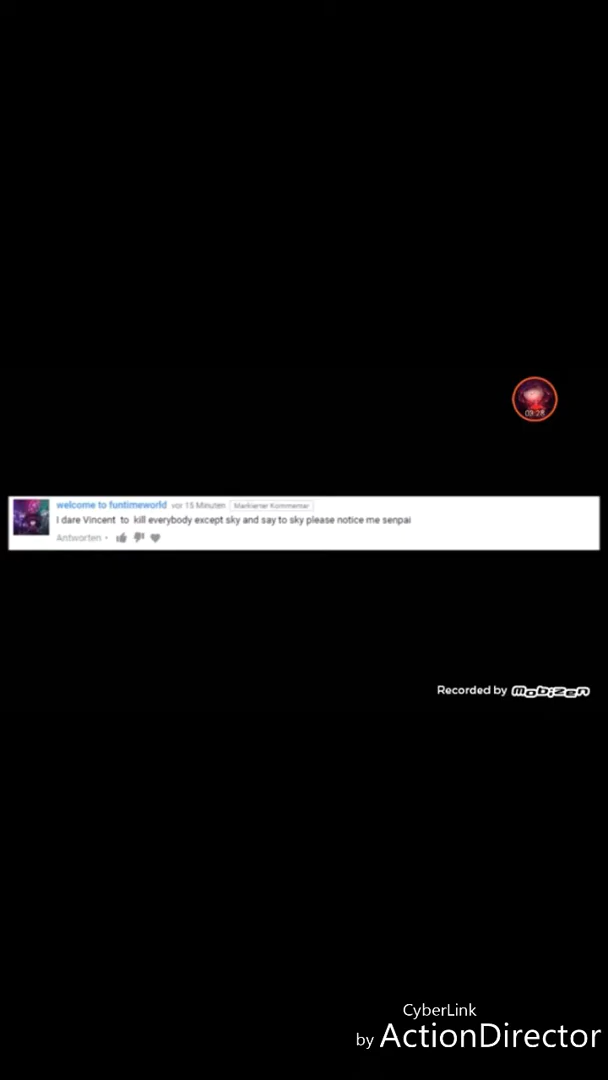 09:28
welcome to funtimeworld vor 15 Minuten Markierter Kommentar
I dare Vincent to kill everybody except sky and say to sky please notice me senpai
Antworten •
Recorded by mobizen
CyberLink
by ActionDirector